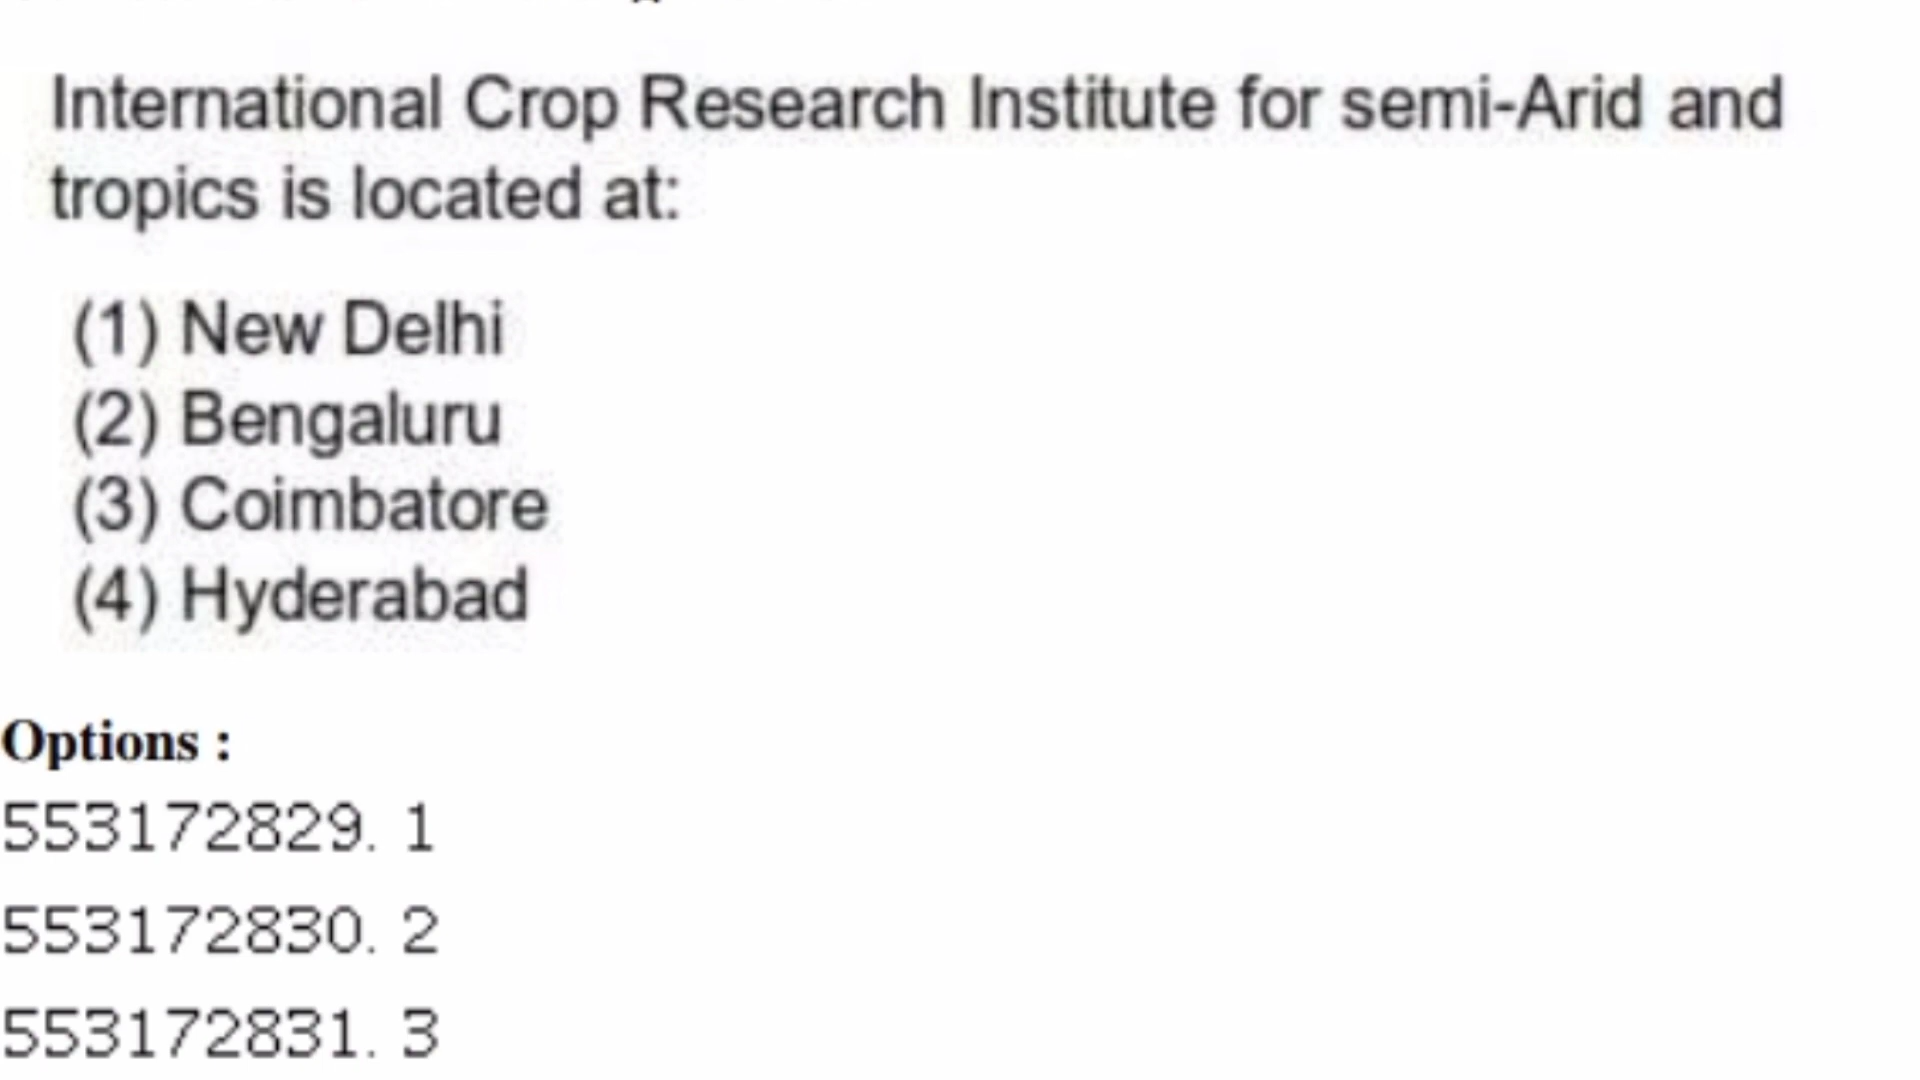 International Crop Research Institute for semi-Arid and
tropics is located at:
(1) New Delhi
(2) Bengaluru
(3) Coimbatore
(4) Hyderabad
Options :
553172829. 1
553172830. 2
553172831. 3